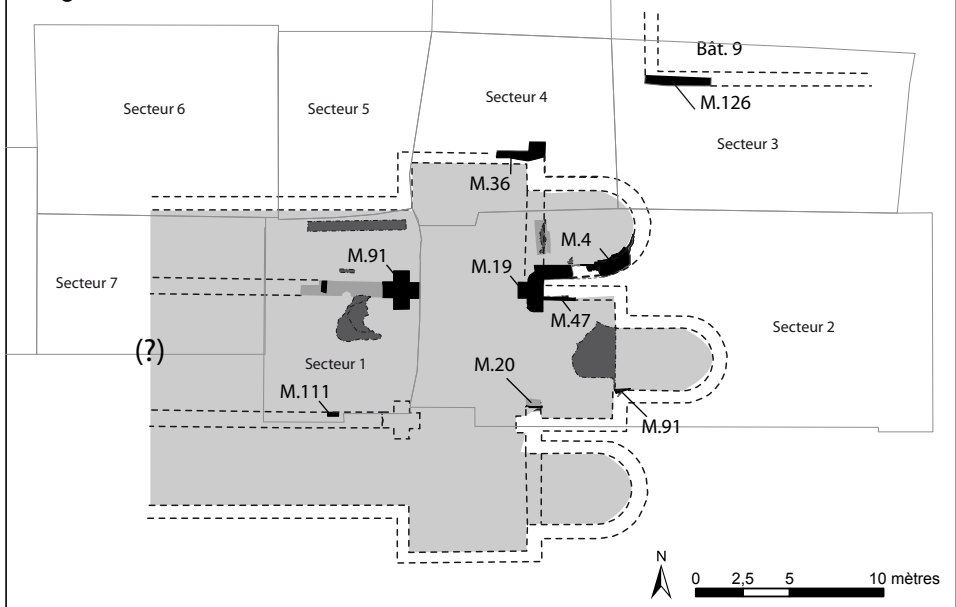 Bât. 9
Secteur 6
Secteur 5
Secteur 4
M.126
Secteur 3
M.36
M.4
M.91
M.19
Secteur 7
M.47
Secteur 2
(?)
Secteur 1
M.20
M.111
M.91
N
0 2,5 5 10 mètres